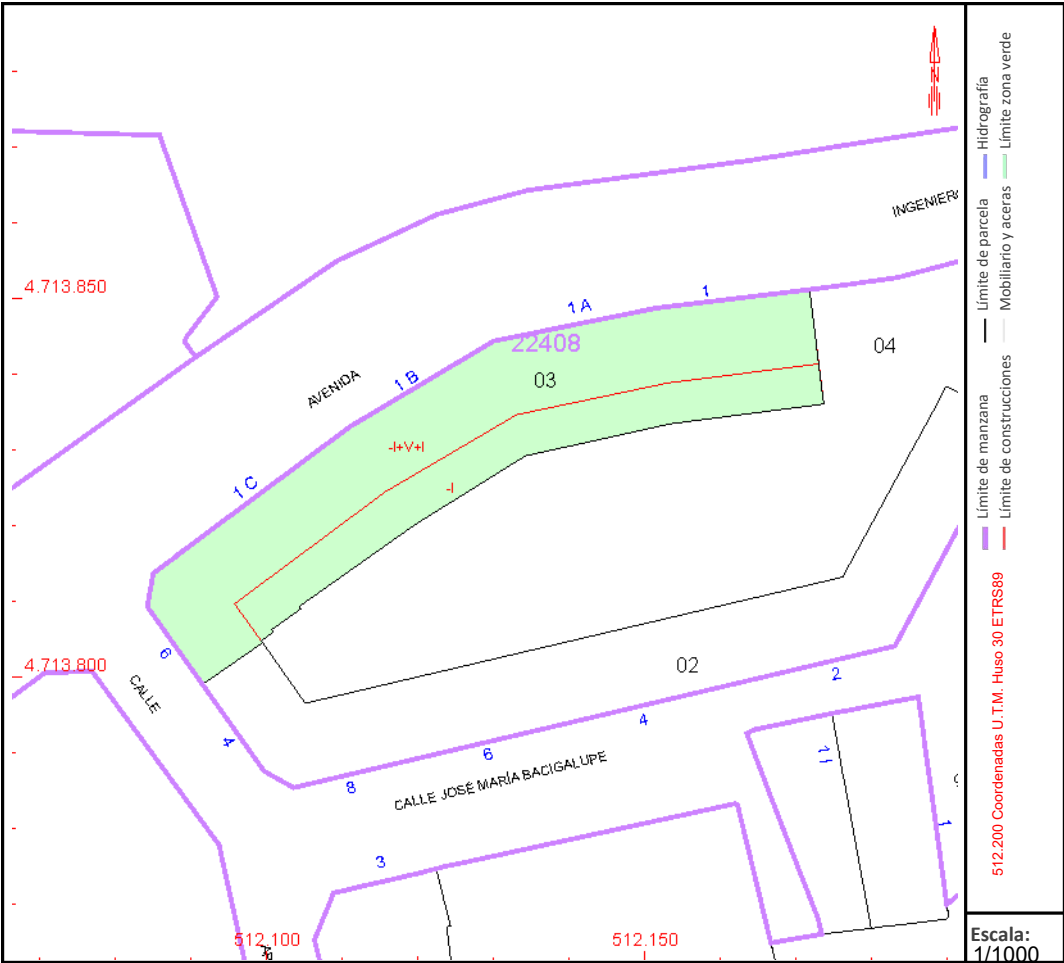 INGENIER
4.713.850
1 A
1
22408
04
03
AVENIDA
1 B
-I+V+I
1 C
-I
6
4.713.800
02
CALLE
2
4
4
6
8
CALLE JOSÉ MARÍA BACIGALUPE
11
1
3
512.100
512.150
N
Hidrografía
Límite zona verde
Límite de parcela
Mobiliario y aceras
Límite de manzana
Límite de construcciones
512.200 Coordenadas U.T.M. Huso 30 ETRS89
Escala:
1/1000